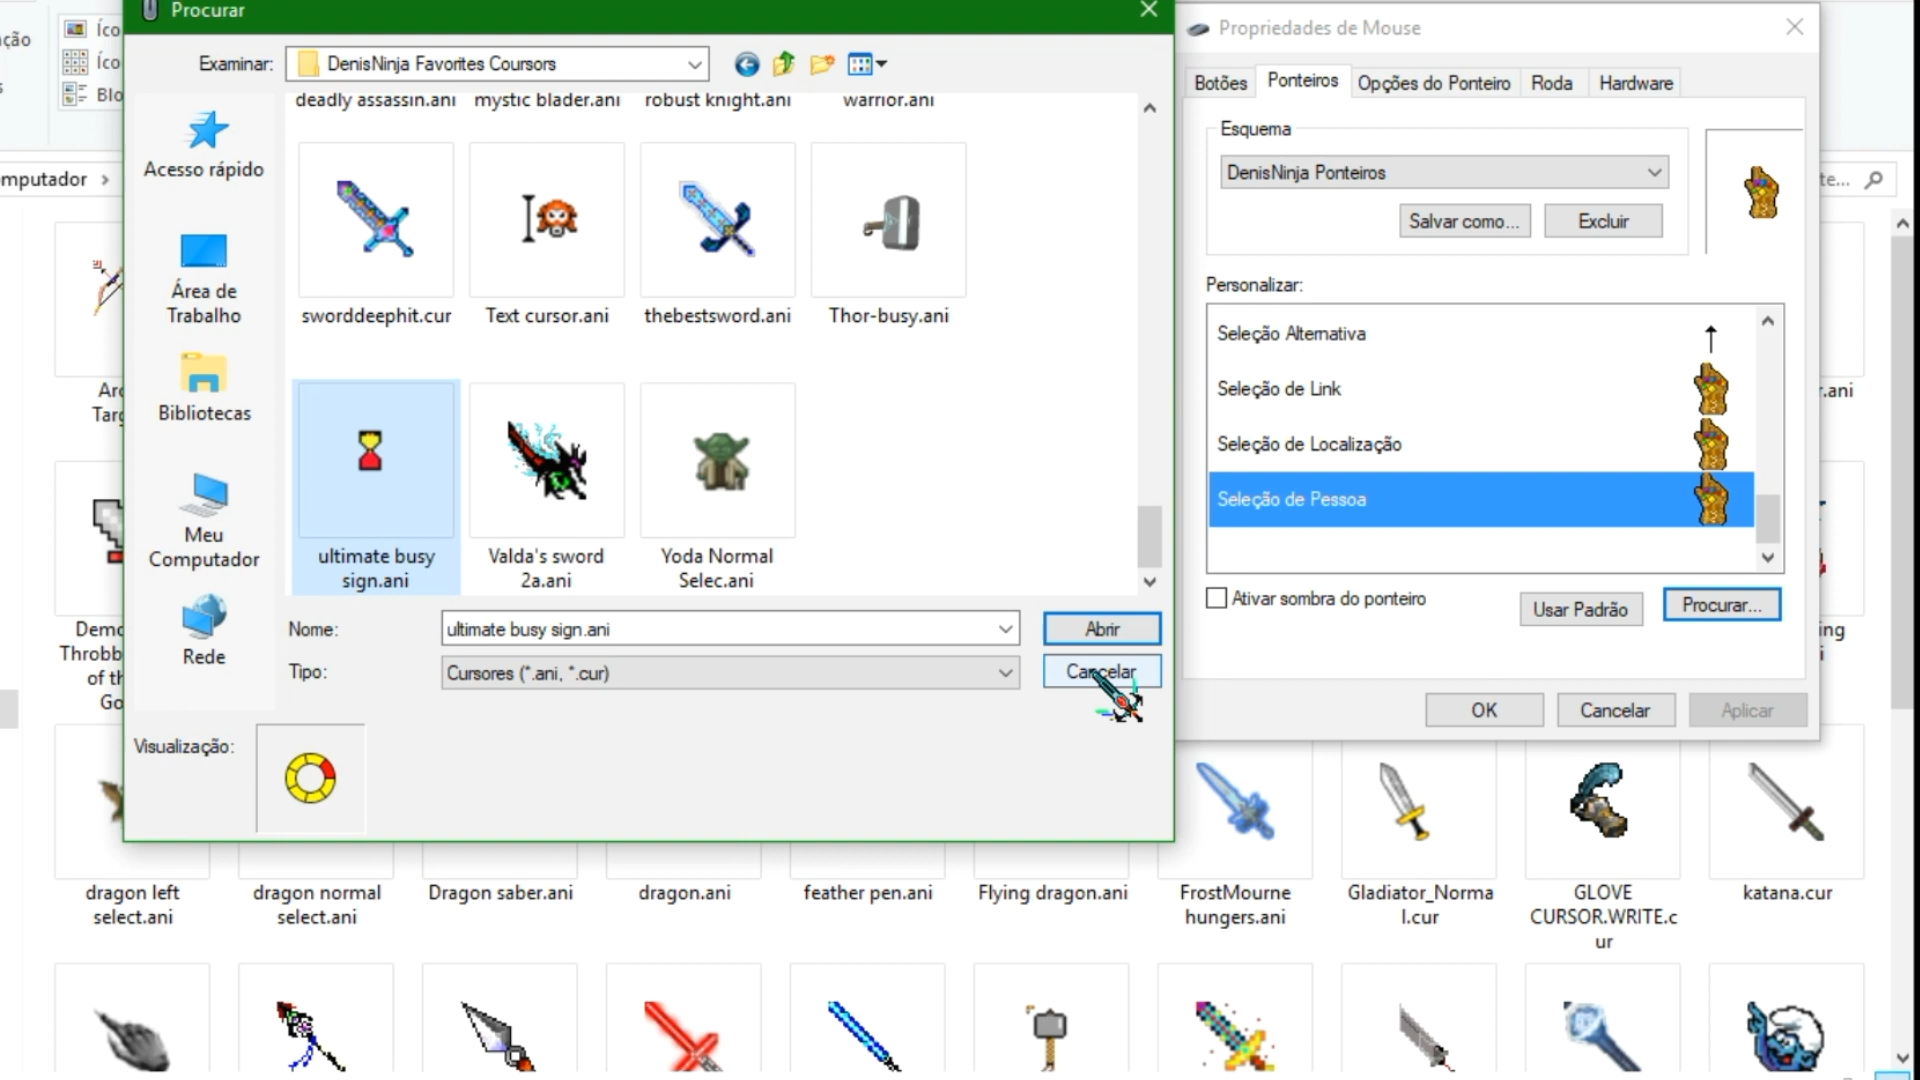 Procurar
Examinar:
DenisNinja Favorites Coursors
deadly assassin.ani
mystic blader.ani
robust knight.ani
warrior.ani
Acesso rápido
Área de
Trabalho
Bibliotecas
Meu
Computador
Rede
sworddeephit.cur
Text cursor.ani
thebestsword.ani
Thor-busy.ani
ultimate busy
sign.ani
Valda's sword
2a.ani
Yoda Normal
Selec.ani
Nome:
ultimate busy sign.ani
Abrir
Tipo:
Cursores (*.ani, *.cur)
Cancelar
Visualização:
Propriedades de Mouse
Botões
Ponteiros
Opções do Ponteiro
Roda
Hardware
Esquema
DenisNinja Ponteiros
Salvar como...
Excluir
Personalizar:
Seleção Alternativa
Seleção de Link
Seleção de Localização
Seleção de Pessoa
Ativar sombra do ponteiro
Usar Padrão
Procurar...
OK
Cancelar
Aplicar
dragon left
select.ani
dragon normal
select.ani
Dragon saber.ani
dragon.ani
feather pen.ani
Flying dragon.ani
FrostMourne
hungers.ani
Gladiator_Norma
l.cur
GLOVE
CURSOR.WRITE.c
ur
katana.cur